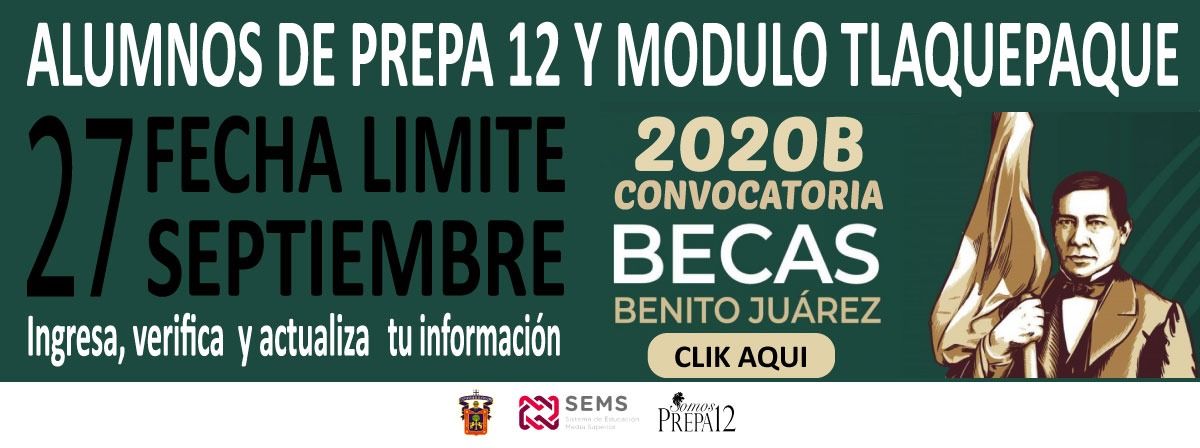 ALUMNOS DE PREPA 12 Y MODULO TLAQUEPAQUE
27 FECHA LIMITE
SEPTIEMBRE
Ingresa, verifica y actualiza tu información
2020B
CONVOCATORIA
BECAS
BENITO JUÁREZ
CLIK AQUI
SEMS
Sistema de Educación
Media Superior
Somos
PREPA12